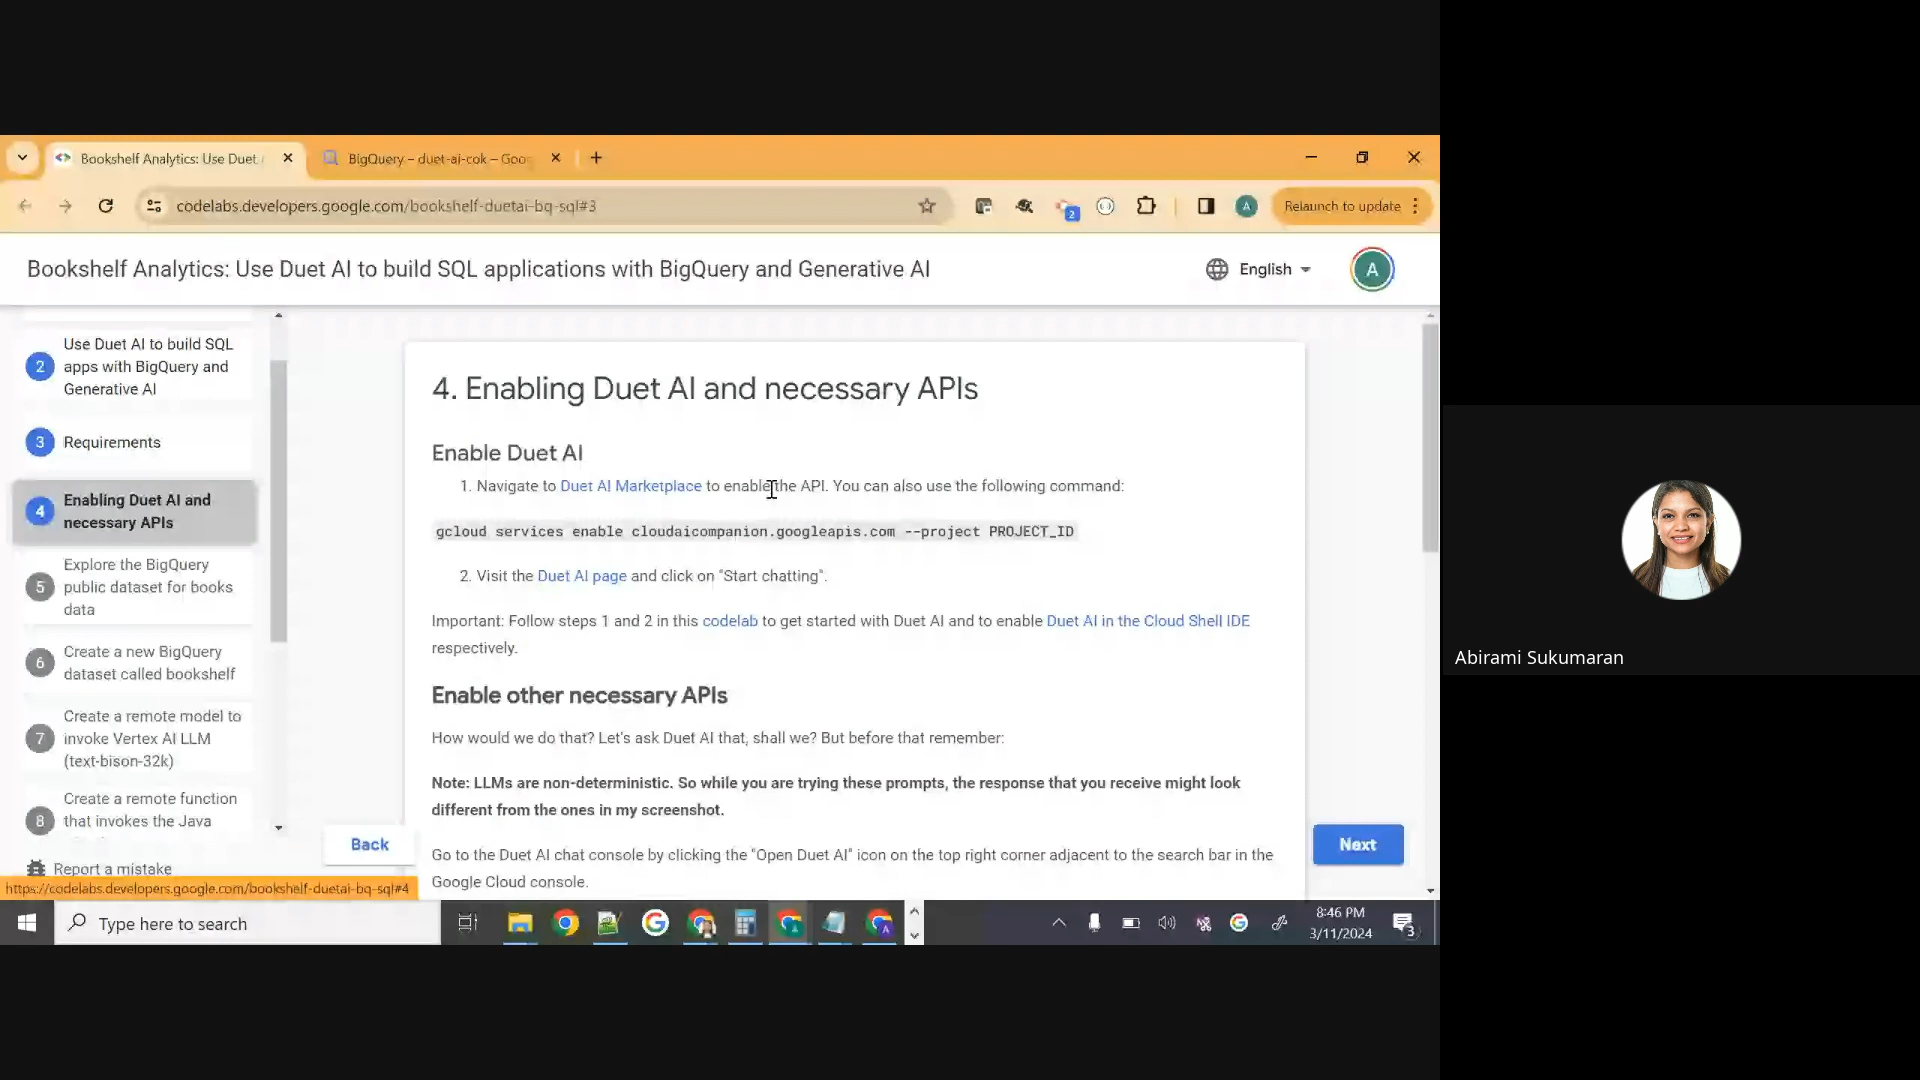 Bookshelf Analytics: Use Duet
BigQuery – duet-ai-cok – Goo
codelabs.developers.google.com/bookshelf-duetai-bq-sql#3
2
A
Relaunch to update
Bookshelf Analytics: Use Duet AI to build SQL applications with BigQuery and Generative AI
English
A
2
Use Duet AI to build SQL
apps with BigQuery and
Generative AI
3
Requirements
4
Enabling Duet AI and
necessary APIs
5
Explore the BigQuery
public dataset for books
data
6
Create a new BigQuery
dataset called bookshelf
7
Create a remote model to
invoke Vertex AI LLM
(text-bison-32k)
8
Create a remote function
that invokes the Java
Report a mistake
https://codelabs.developers.google.com/bookshelf-duetai-bq-sql#4
4. Enabling Duet AI and necessary APIs
Enable Duet AI
1. Navigate to Duet AI Marketplace to enable the API. You can also use the following command:
gcloud services enable cloudaicompanion.googleapis.com --project PROJECT_ID
2. Visit the Duet AI page and click on "Start chatting".
Important: Follow steps 1 and 2 in this codelab to get started with Duet AI and to enable Duet AI in the Cloud Shell IDE
respectively.
Enable other necessary APIs
How would we do that? Let's ask Duet AI that, shall we? But before that remember:
Note: LLMs are non-deterministic. So while you are trying these prompts, the response that you receive might look
different from the ones in my screenshot.
Go to the Duet AI chat console by clicking the "Open Duet AI" icon on the top right corner adjacent to the search bar in the
Google Cloud console.
Back
Next
Type here to search
8:46 PM
3/11/2024
3
Abirami Sukumaran